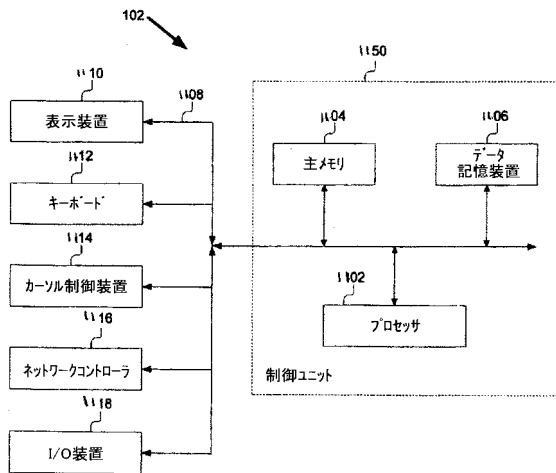 102
1150
1110
1108
表示装置
1104
主メモリ
1106
データ
記憶装置
1112
キーボード
1114
カーソル制御装置
1102
プロセッサ
1116
ネットワークコントローラ
制御ユニット
1118
I/O装置